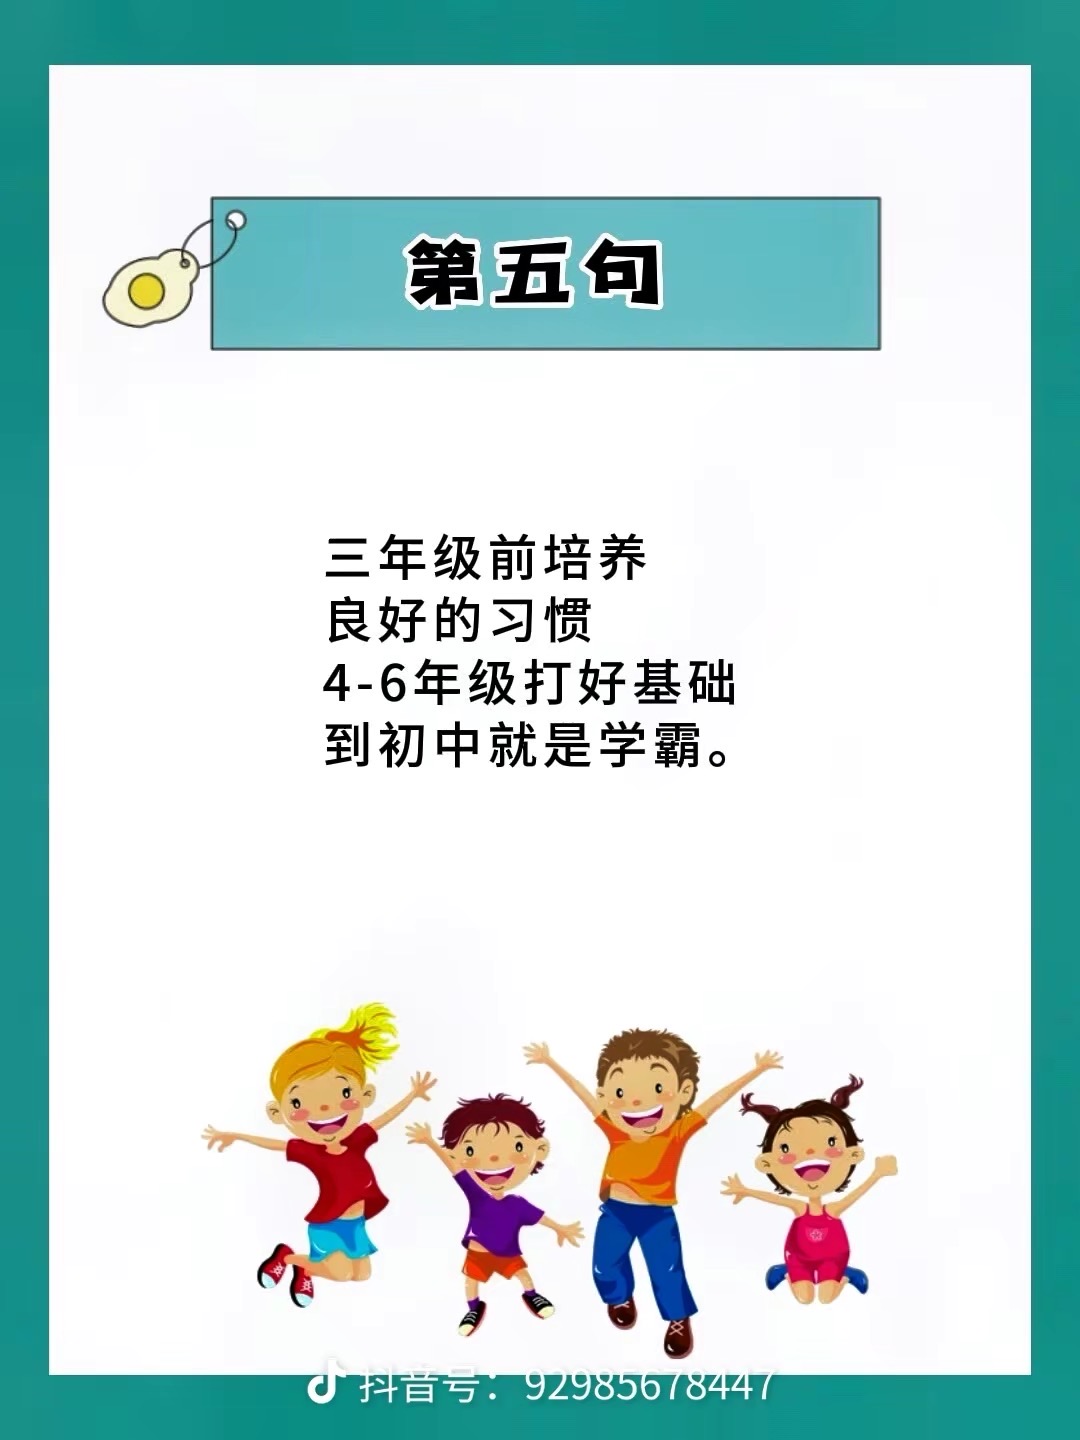 第五句
三年级前培养
良好的习惯
4-6年级打好基础
到初中就是学霸。
抖音号：92985678447